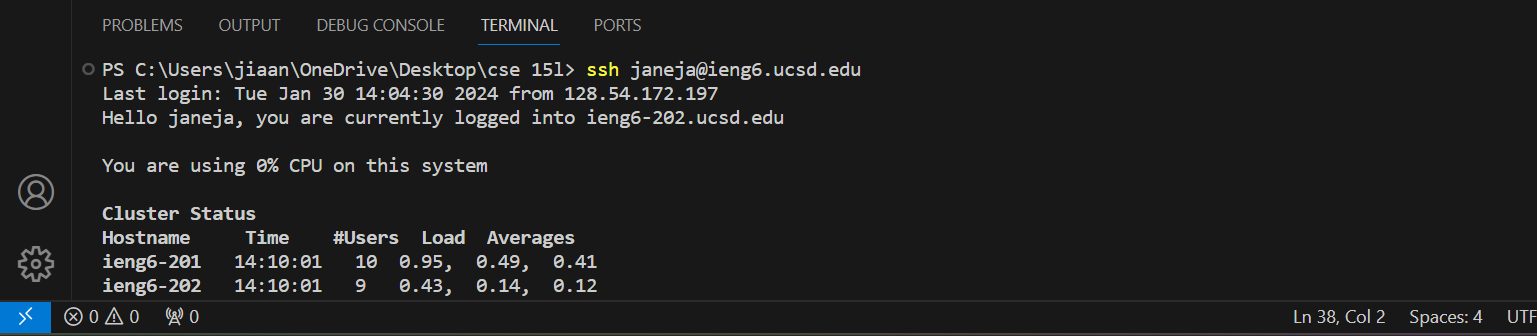 PROBLEMS OUTPUT DEBUG CONSOLE TERMINAL PORTS
PS C:\Users\jiaan\OneDrive\Desktop\cse 15l> ssh janeja@ieng6.ucsd.edu
Last login: Tue Jan 30 14:04:30 2024 from 128.54.172.197
Hello janeja, you are currently logged into ieng6-202.ucsd.edu
You are using 0% CPU on this system
Cluster Status
Hostname Time #Users Load Averages
ieng6-201 14:10:01 10 0.95, 0.49, 0.41
ieng6-202 14:10:01 9 0.43, 0.14, 0.12
0 0 0 Ln 38, Col 2 Spaces: 4 UTF